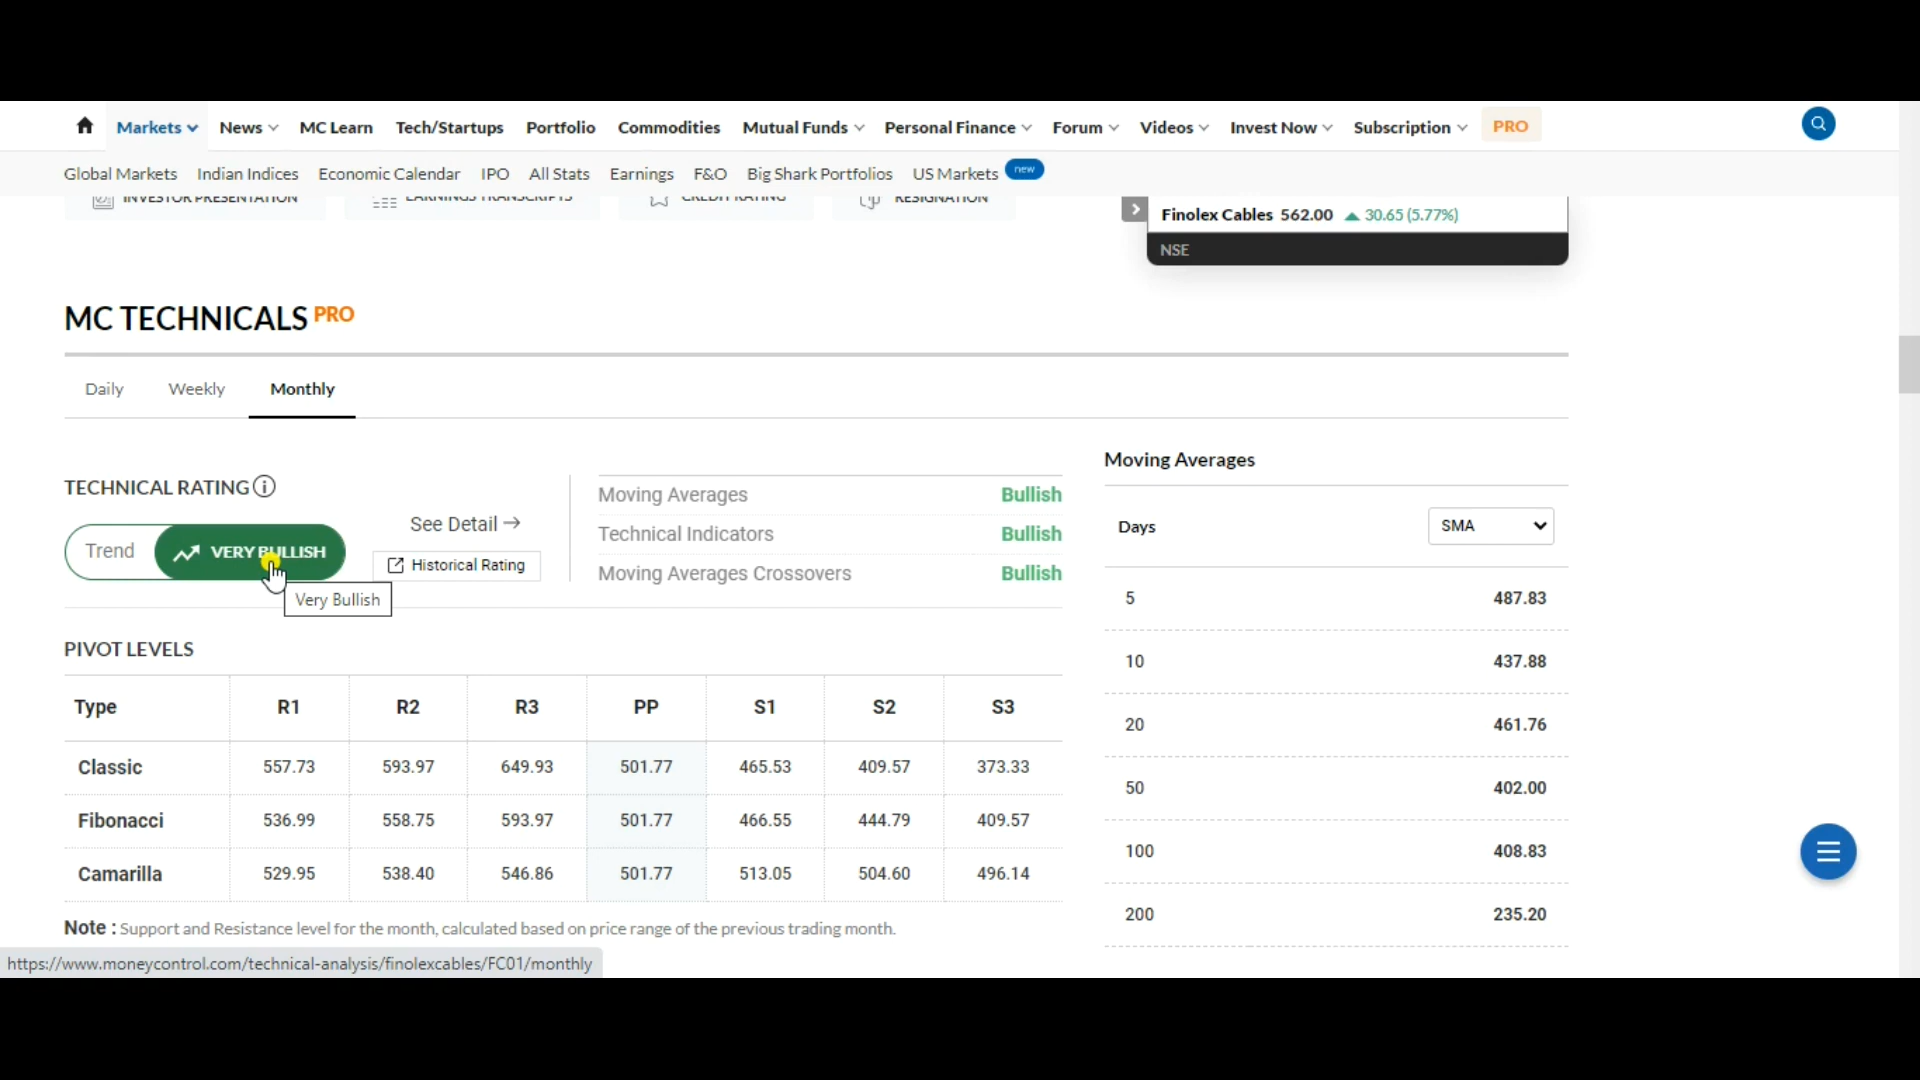 Markets News MC Learn Tech/Startups Portfolio Commodities Mutual Funds Personal Finance Forum Videos Invest Now Subscription PRO
Global Markets Indian Indices Economic Calendar IPO All Stats Earnings F&O Big Shark Portfolios US Markets new
INVESTOR PRESENTATION EARNINGS TRANSCRIPTS CREDIT RATING RESIGNATION
Finolex Cables 562.00 30.65 (5.77%)
NSE
MC TECHNICALS PRO
Daily Weekly Monthly
TECHNICAL RATING
Trend VERY BULLISH
See Detail →
Historical Rating
Very Bullish
Moving Averages Bullish
Technical Indicators Bullish
Moving Averages Crossovers Bullish
PIVOT LEVELS
Type R1 R2 R3 PP S1 S2 S3
Classic 557.73 593.97 649.93 501.77 465.53 409.57 373.33
Fibonacci 536.99 558.75 593.97 501.77 466.55 444.79 409.57
Camarilla 529.95 538.40 546.86 501.77 513.05 504.60 496.14
Note : Support and Resistance level for the month, calculated based on price range of the previous trading month.
Moving Averages
Days SMA
5 487.83
10 437.88
20 461.76
50 402.00
100 408.83
200 235.20
https://www.moneycontrol.com/technical-analysis/finolexcables/FC01/monthly